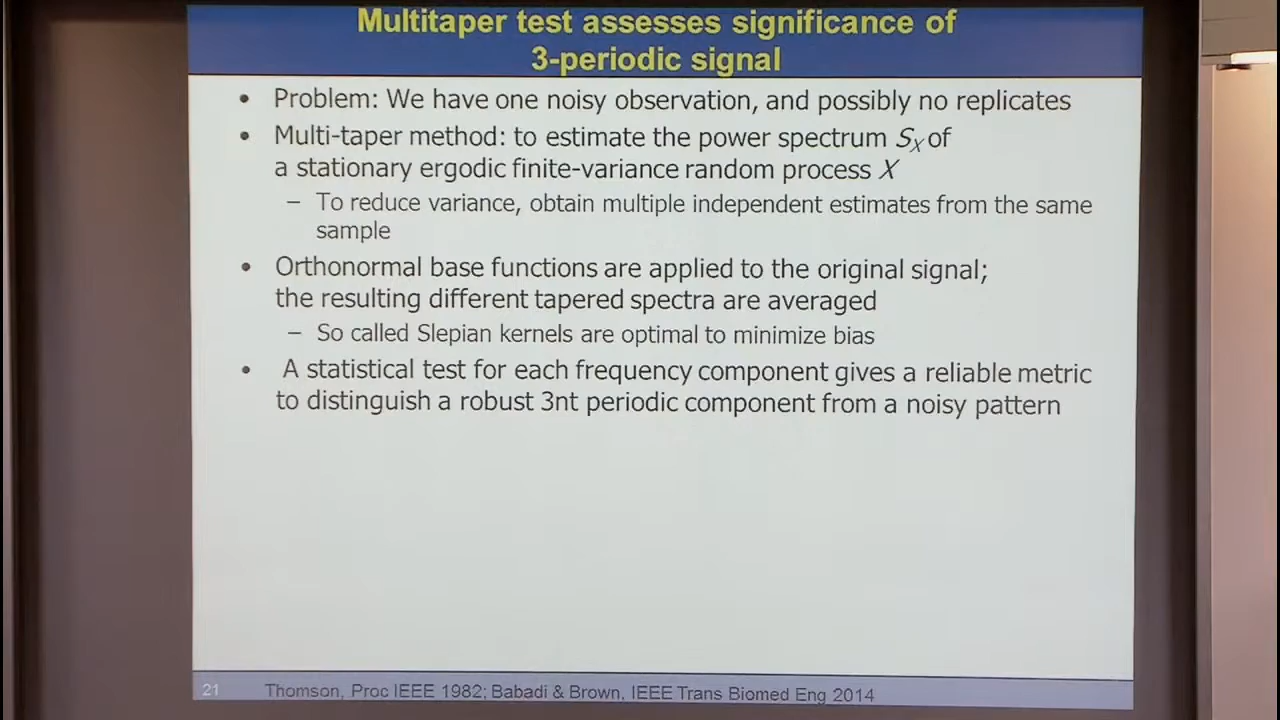 Multitaper test assesses significance of
3-periodic signal
• Problem: We have one noisy observation, and possibly no replicates
• Multi-taper method: to estimate the power spectrum Sₓ of
a stationary ergodic finite-variance random process X
– To reduce variance, obtain multiple independent estimates from the same
sample
• Orthonormal base functions are applied to the original signal;
the resulting different tapered spectra are averaged
– So called Slepian kernels are optimal to minimize bias
• A statistical test for each frequency component gives a reliable metric
to distinguish a robust 3nt periodic component from a noisy pattern
21 Thomson, Proc IEEE 1982; Babadi & Brown, IEEE Trans Biomed Eng 2014